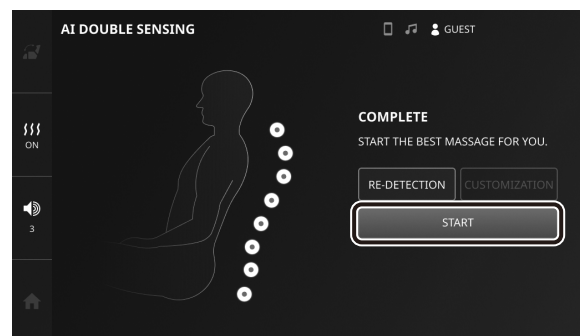 AI DOUBLE SENSING
GUEST
ON
3
COMPLETE
START THE BEST MASSAGE FOR YOU.
RE-DETECTION
CUSTOMIZATION
START